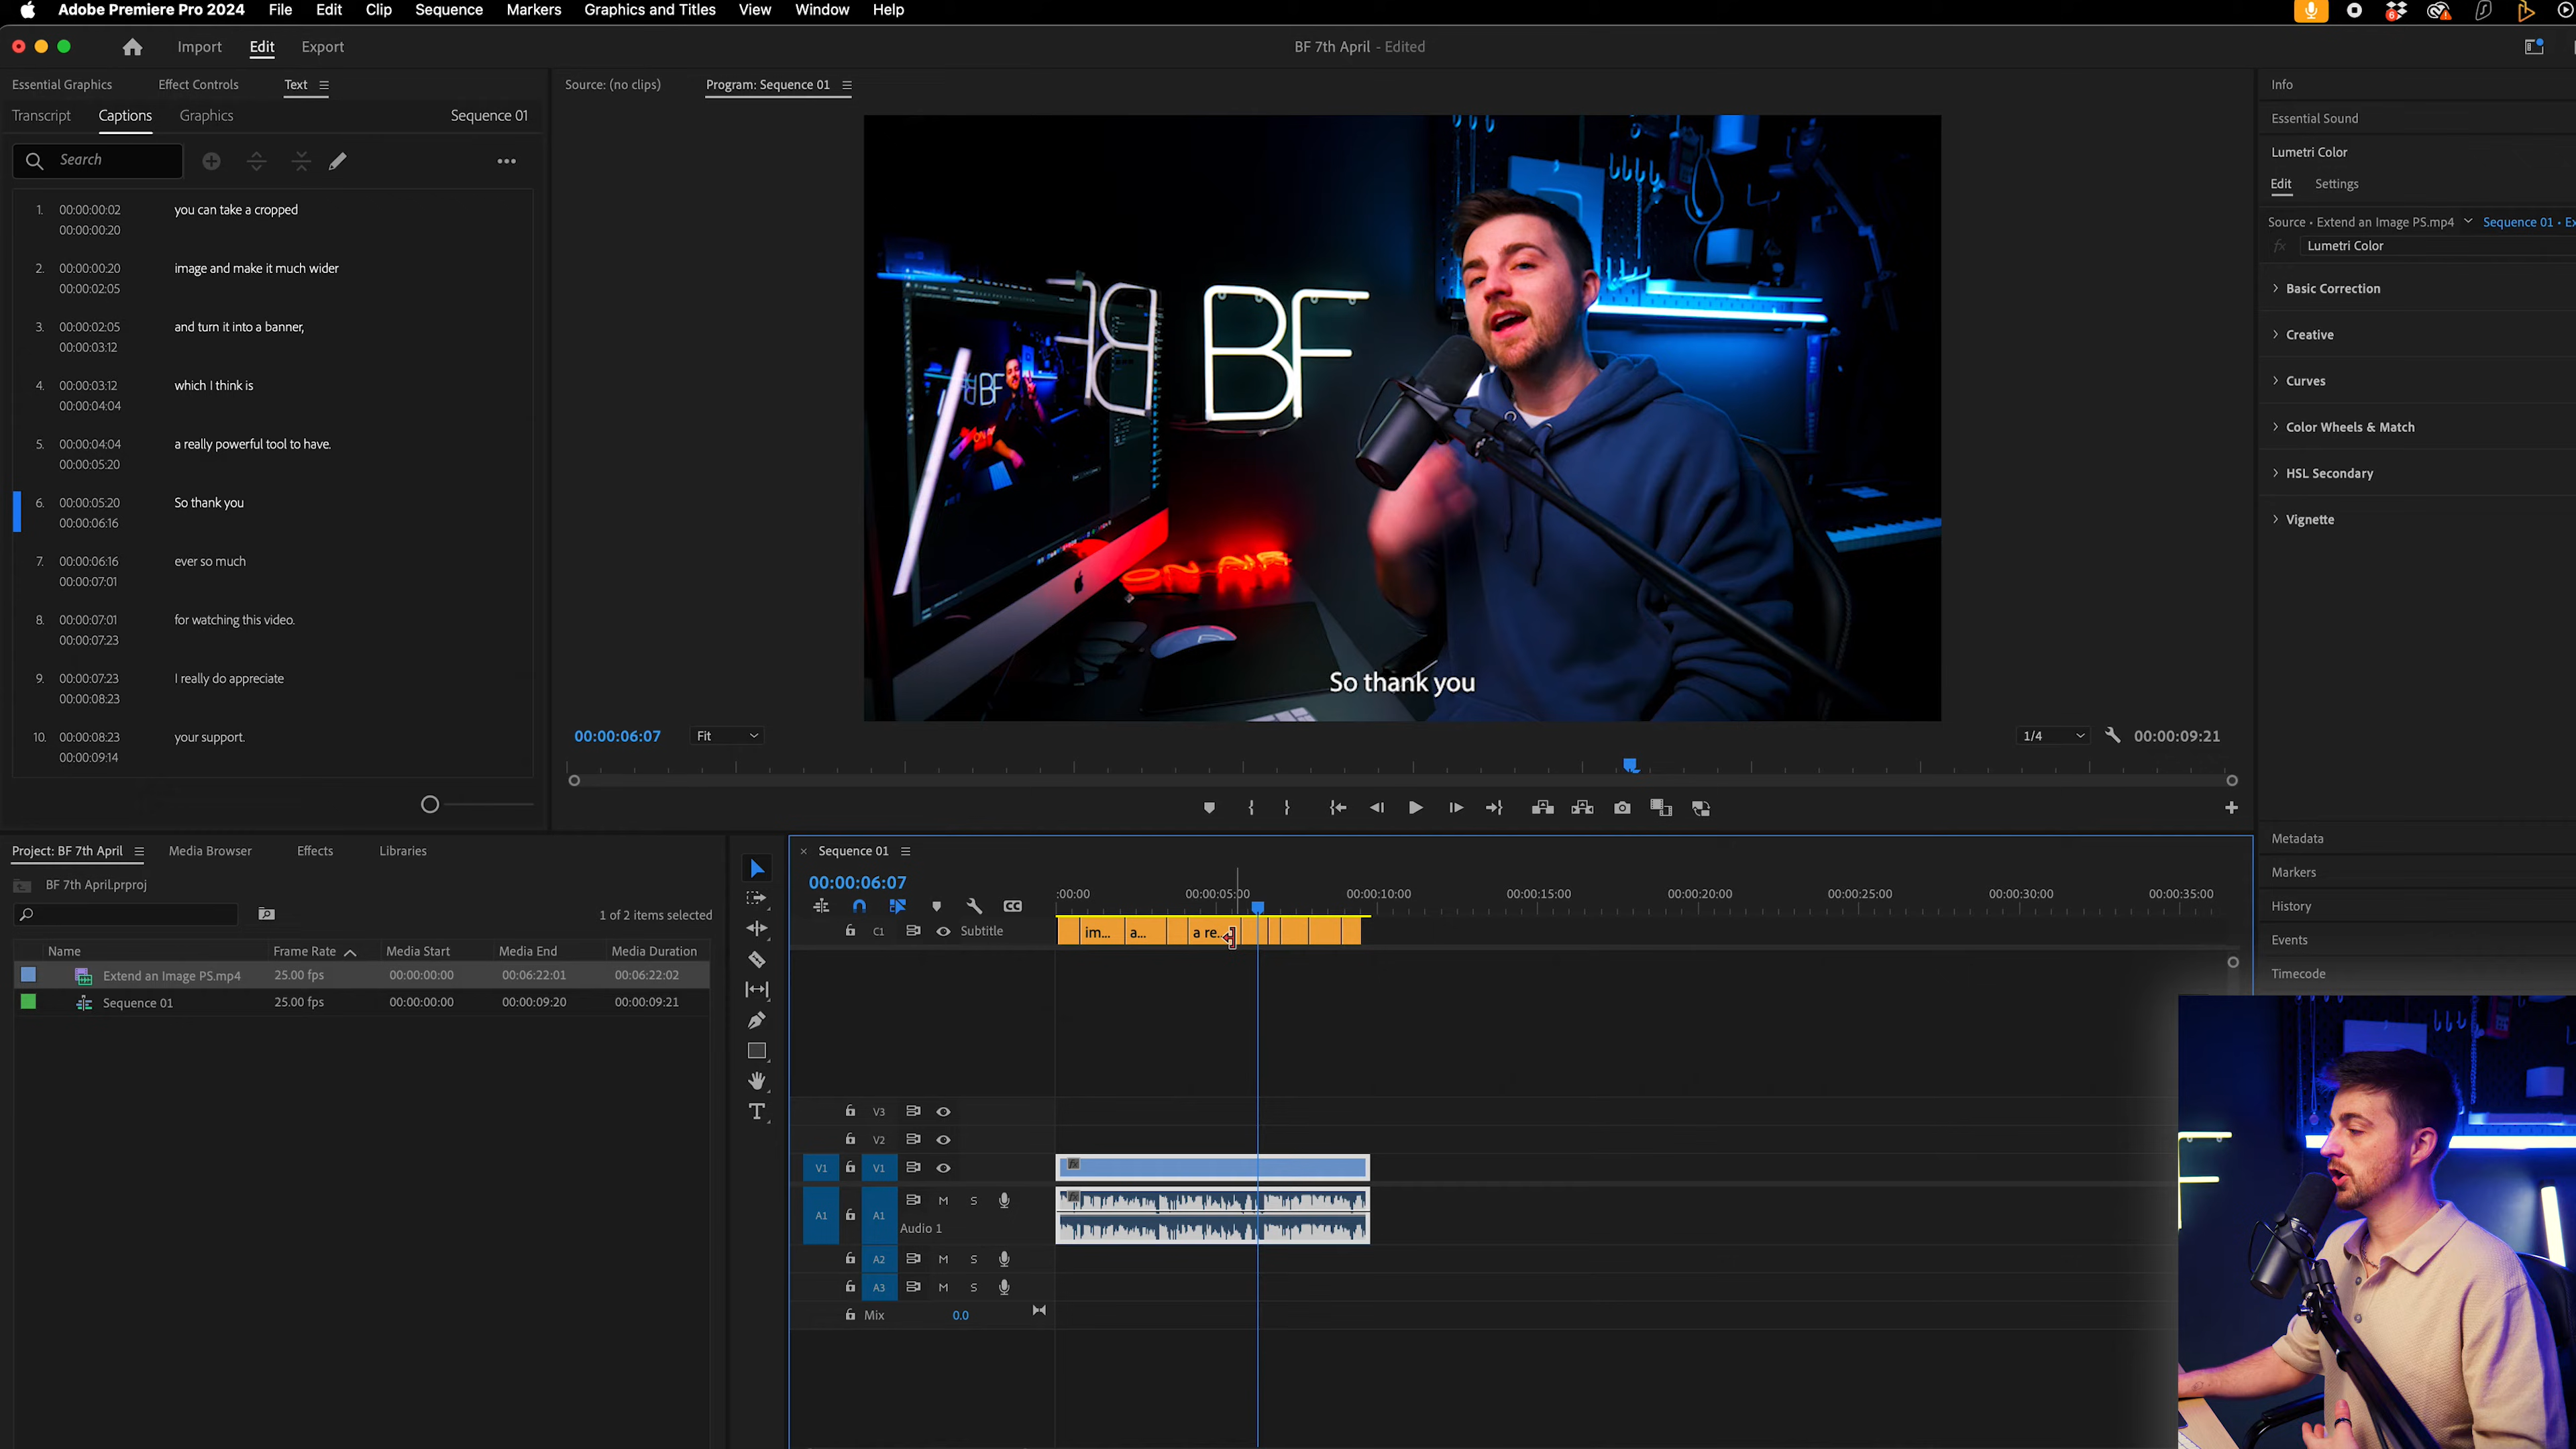 Adobe Premiere Pro 2024 File Edit Clip Sequence Markers Graphics and Titles View Window Help
Import Edit Export
BF 7th April - Edited
Essential Graphics Effect Controls Text
Transcript Captions Graphics Sequence 01
Search
1. 00:00:00:02 you can take a cropped
00:00:00:20
2. 00:00:00:20 image and make it much wider
00:00:02:05
3. 00:00:02:05 and turn it into a banner,
00:00:03:12
4. 00:00:03:12 which I think is
00:00:04:04
5. 00:00:04:04 a really powerful tool to have.
00:00:05:20
6. 00:00:05:20 So thank you
00:00:06:16
7. 00:00:06:16 ever so much
00:00:07:01
8. 00:00:07:01 for watching this video.
00:00:07:23
9. 00:00:07:23 I really do appreciate
00:00:08:23
10. 00:00:08:23 your support.
00:00:09:14
Source: (no clips) Program: Sequence 01
BF
So thank you
00:00:06:07 Fit 1/4 00:00:09:21
Info
Essential Sound
Lumetri Color
Edit Settings
Source • Extend an Image PS.mp4 Sequence 01 •
fx Lumetri Color
Basic Correction
Creative
Curves
Color Wheels & Match
HSL Secondary
Vignette
Metadata
Markers
History
Events
Timecode
Project: BF 7th April Media Browser Effects Libraries
BF 7th April.prproj
1 of 2 items selected
Name Frame Rate Media Start Media End Media Duration
Extend an Image PS.mp4 25.00 fps 00:00:00:00 00:06:22:01 00:06:22:02
Sequence 01 25.00 fps 00:00:00:00 00:00:09:20 00:00:09:21
Sequence 01
00:00:06:07
:00:00 00:00:05:00 00:00:10:00 00:00:15:00 00:00:20:00 00:00:25:00 00:00:30:00 00:00:35:00
C1 Subtitle im... a... a re...
V3
V2
V1 V1
A1 A1 M S
Audio 1
A2 M S
A3 M S
Mix 0.0